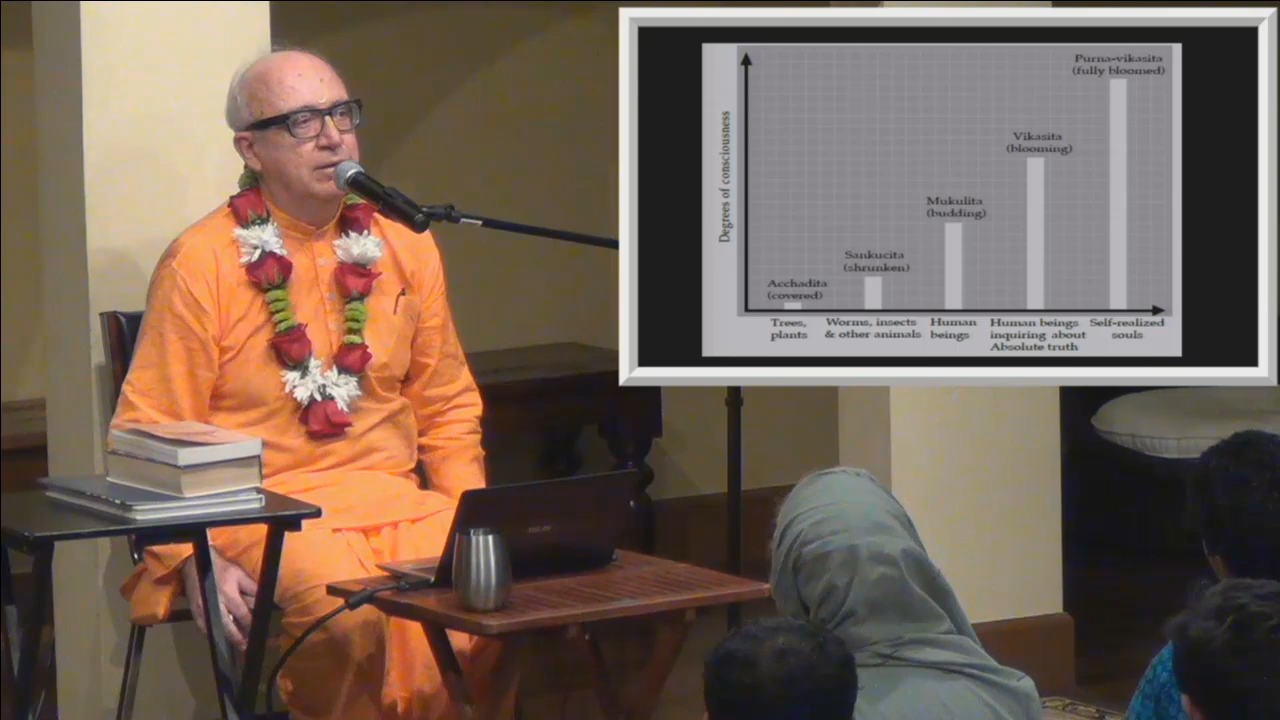 Purna-vikasita
(fully bloomed)
Vikasita
(blooming)
Mukulita
(budding)
Sankucita
(shrunken)
Acchadita
(covered)
Degrees of consciousness
Trees,
plants
Worms, insects
& other animals
Human
beings
Human beings
inquiring about
Absolute truth
Self-realized
souls